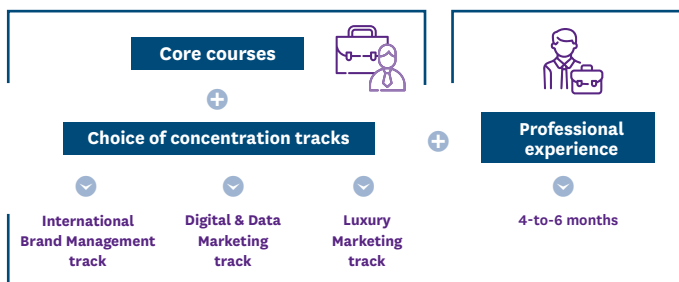 Core courses
Choice of concentration tracks
International
Brand Management
track
Digital & Data
Marketing
track
Luxury
Marketing
track
Professional
experience
4-to-6 months